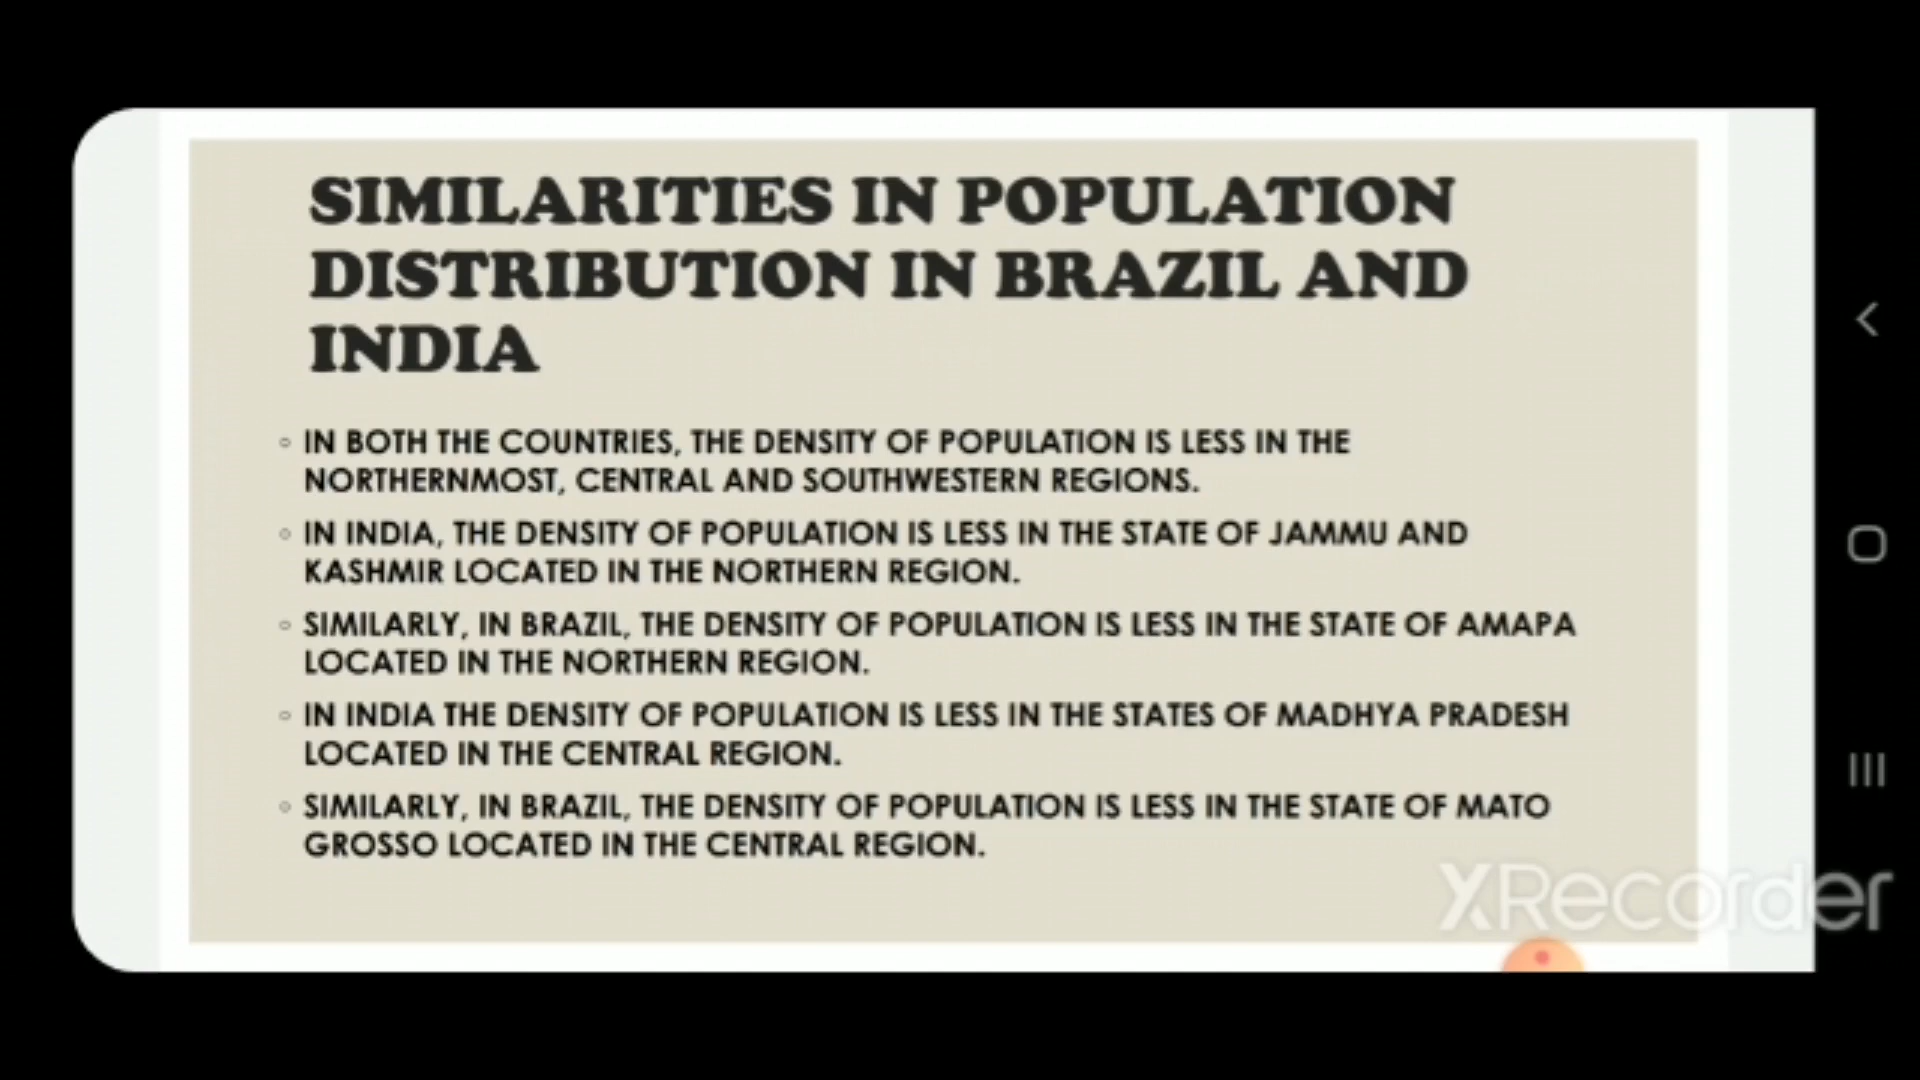 SIMILARITIES IN POPULATION
DISTRIBUTION IN BRAZIL AND
INDIA
◦ IN BOTH THE COUNTRIES, THE DENSITY OF POPULATION IS LESS IN THE
NORTHERNMOST, CENTRAL AND SOUTHWESTERN REGIONS.
◦ IN INDIA, THE DENSITY OF POPULATION IS LESS IN THE STATE OF JAMMU AND
KASHMIR LOCATED IN THE NORTHERN REGION.
◦ SIMILARLY, IN BRAZIL, THE DENSITY OF POPULATION IS LESS IN THE STATE OF AMAPA
LOCATED IN THE NORTHERN REGION.
◦ IN INDIA THE DENSITY OF POPULATION IS LESS IN THE STATES OF MADHYA PRADESH
LOCATED IN THE CENTRAL REGION.
◦ SIMILARLY, IN BRAZIL, THE DENSITY OF POPULATION IS LESS IN THE STATE OF MATO
GROSSO LOCATED IN THE CENTRAL REGION.
XRecorder